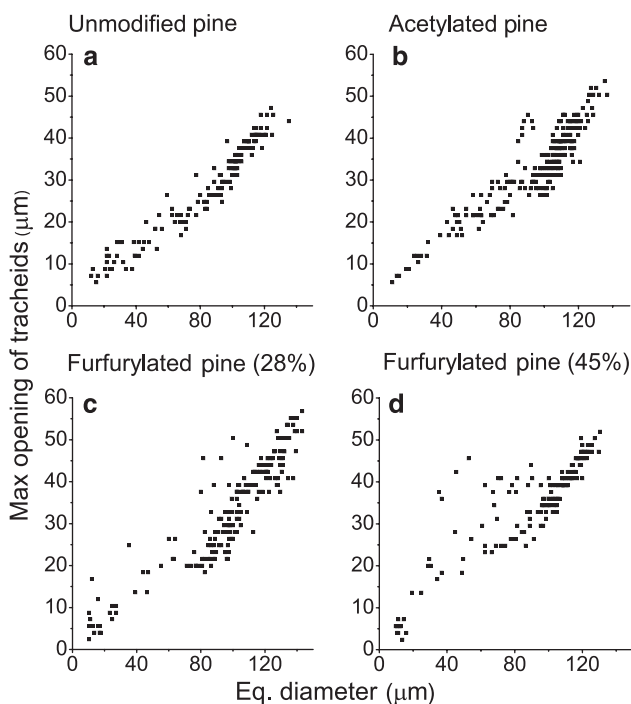 Unmodified pine
Acetylated pine
a
b
60
50
40
30
20
10
0
0 40 80 120
60
50
40
30
20
10
0
0 40 80 120
Furfurylated pine (28%)
Furfurylated pine (45%)
c
d
60
50
40
30
20
10
0
0 40 80 120
60
50
40
30
20
10
0
0 40 80 120
Max opening of tracheids (µm)
Eq. diameter (µm)